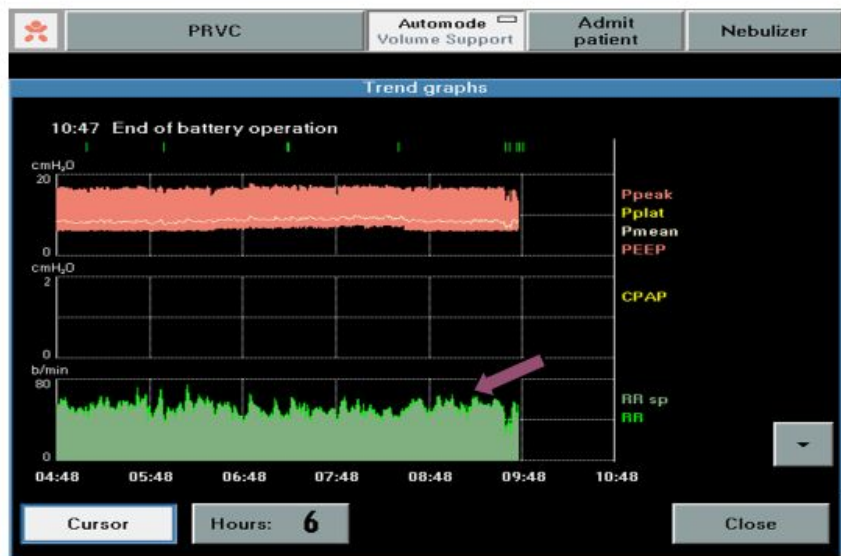 PRVC
Automode
Volume Support
Admit
patient
Nebulizer
Trend graphs
10:47 End of battery operation
cmH₂O
20
0
Ppeak
Pplat
Pmean
PEEP
cmH₂O
2
0
CPAP
b/min
80
0
RR sp
RR
04:48 05:48 06:48 07:48 08:48 09:48 10:48
Cursor
Hours: 6
Close